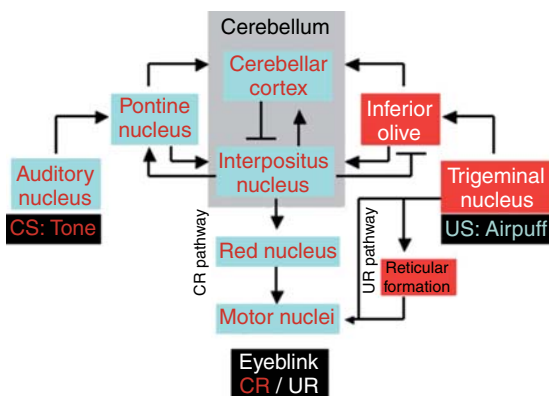 Cerebellum
Cerebellar
cortex
Pontine
nucleus
Inferior
olive
Auditory
nucleus
Interpositus
nucleus
Trigeminal
nucleus
CS: Tone
US: Airpuff
CR pathway
Red nucleus
UR pathway
Reticular
formation
Motor nuclei
Eyeblink
CR / UR